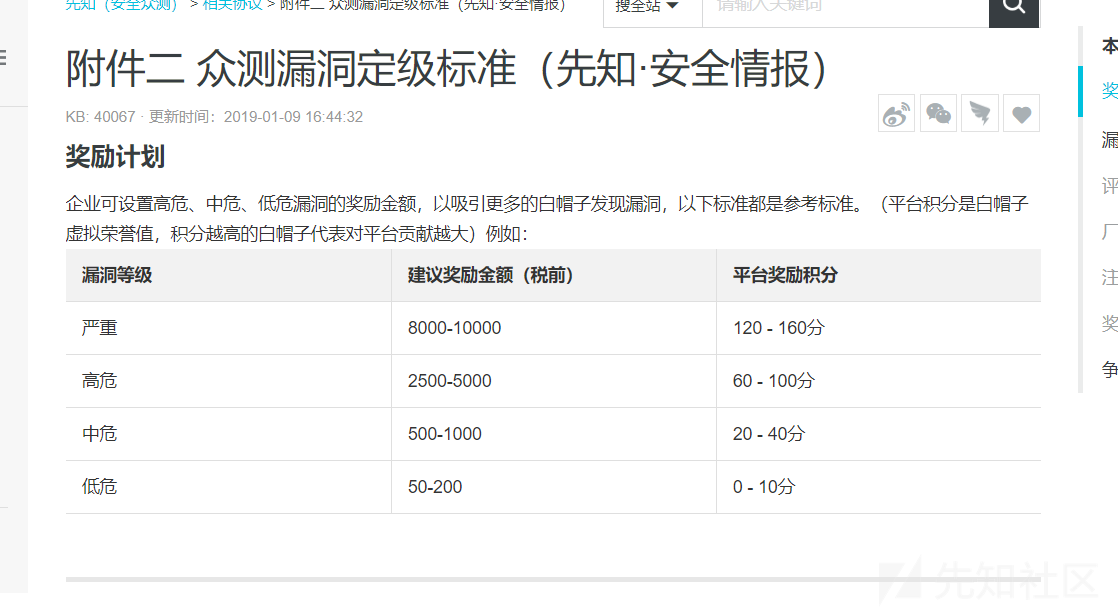 先知（安全众测） > 相关协议 > 附件二 众测漏洞定级标准（先知·安全情报）
搜全站
请输入关键词
附件二 众测漏洞定级标准（先知·安全情报）
KB: 40067 · 更新时间：2019-01-09 16:44:32
奖励计划
企业可设置高危、中危、低危漏洞的奖励金额，以吸引更多的白帽子发现漏洞，以下标准都是参考标准。（平台积分是白帽子
虚拟荣誉值，积分越高的白帽子代表对平台贡献越大）例如：
漏洞等级 建议奖励金额（税前） 平台奖励积分
严重 8000-10000 120 - 160分
高危 2500-5000 60 - 100分
中危 500-1000 20 - 40分
低危 50-200 0 - 10分
本
奖
漏
评
厂
注
奖
争
先知社区